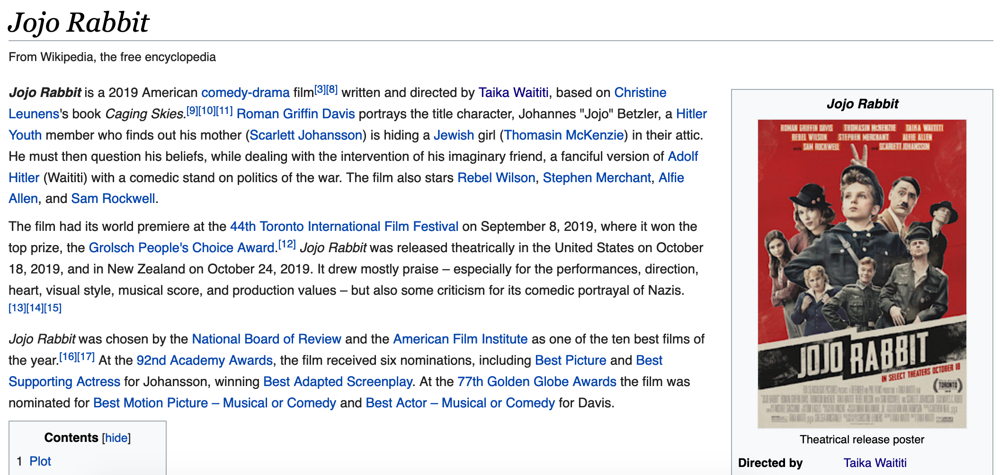 Jojo Rabbit
From Wikipedia, the free encyclopedia
Jojo Rabbit is a 2019 American comedy-drama film[3][8] written and directed by Taika Waititi, based on Christine
Leunens's book Caging Skies.[9][10][11] Roman Griffin Davis portrays the title character, Johannes "Jojo" Betzler, a Hitler
Youth member who finds out his mother (Scarlett Johansson) is hiding a Jewish girl (Thomasin McKenzie) in their attic.
He must then question his beliefs, while dealing with the intervention of his imaginary friend, a fanciful version of Adolf
Hitler (Waititi) with a comedic stand on politics of the war. The film also stars Rebel Wilson, Stephen Merchant, Alfie
Allen, and Sam Rockwell.
The film had its world premiere at the 44th Toronto International Film Festival on September 8, 2019, where it won the
top prize, the Grolsch People's Choice Award.[12] Jojo Rabbit was released theatrically in the United States on October
18, 2019, and in New Zealand on October 24, 2019. It drew mostly praise – especially for the performances, direction,
heart, visual style, musical score, and production values – but also some criticism for its comedic portrayal of Nazis.
[13][14][15]
Jojo Rabbit was chosen by the National Board of Review and the American Film Institute as one of the ten best films of
the year.[16][17] At the 92nd Academy Awards, the film received six nominations, including Best Picture and Best
Supporting Actress for Johansson, winning Best Adapted Screenplay. At the 77th Golden Globe Awards the film was
nominated for Best Motion Picture – Musical or Comedy and Best Actor – Musical or Comedy for Davis.
Contents [hide]
1 Plot
Jojo Rabbit
ROMAN GRIFFIN DAVIS THOMASIN McKENZIE TAIKA WAITITI
REBEL WILSON STEPHEN MERCHANT ALFIE ALLEN
SAM ROCKWELL SCARLETT JOHANSSON
JOJO RABBIT
IN SELECT THEATERS OCTOBER 18
TORONTO
Theatrical release poster
Directed by Taika Waititi